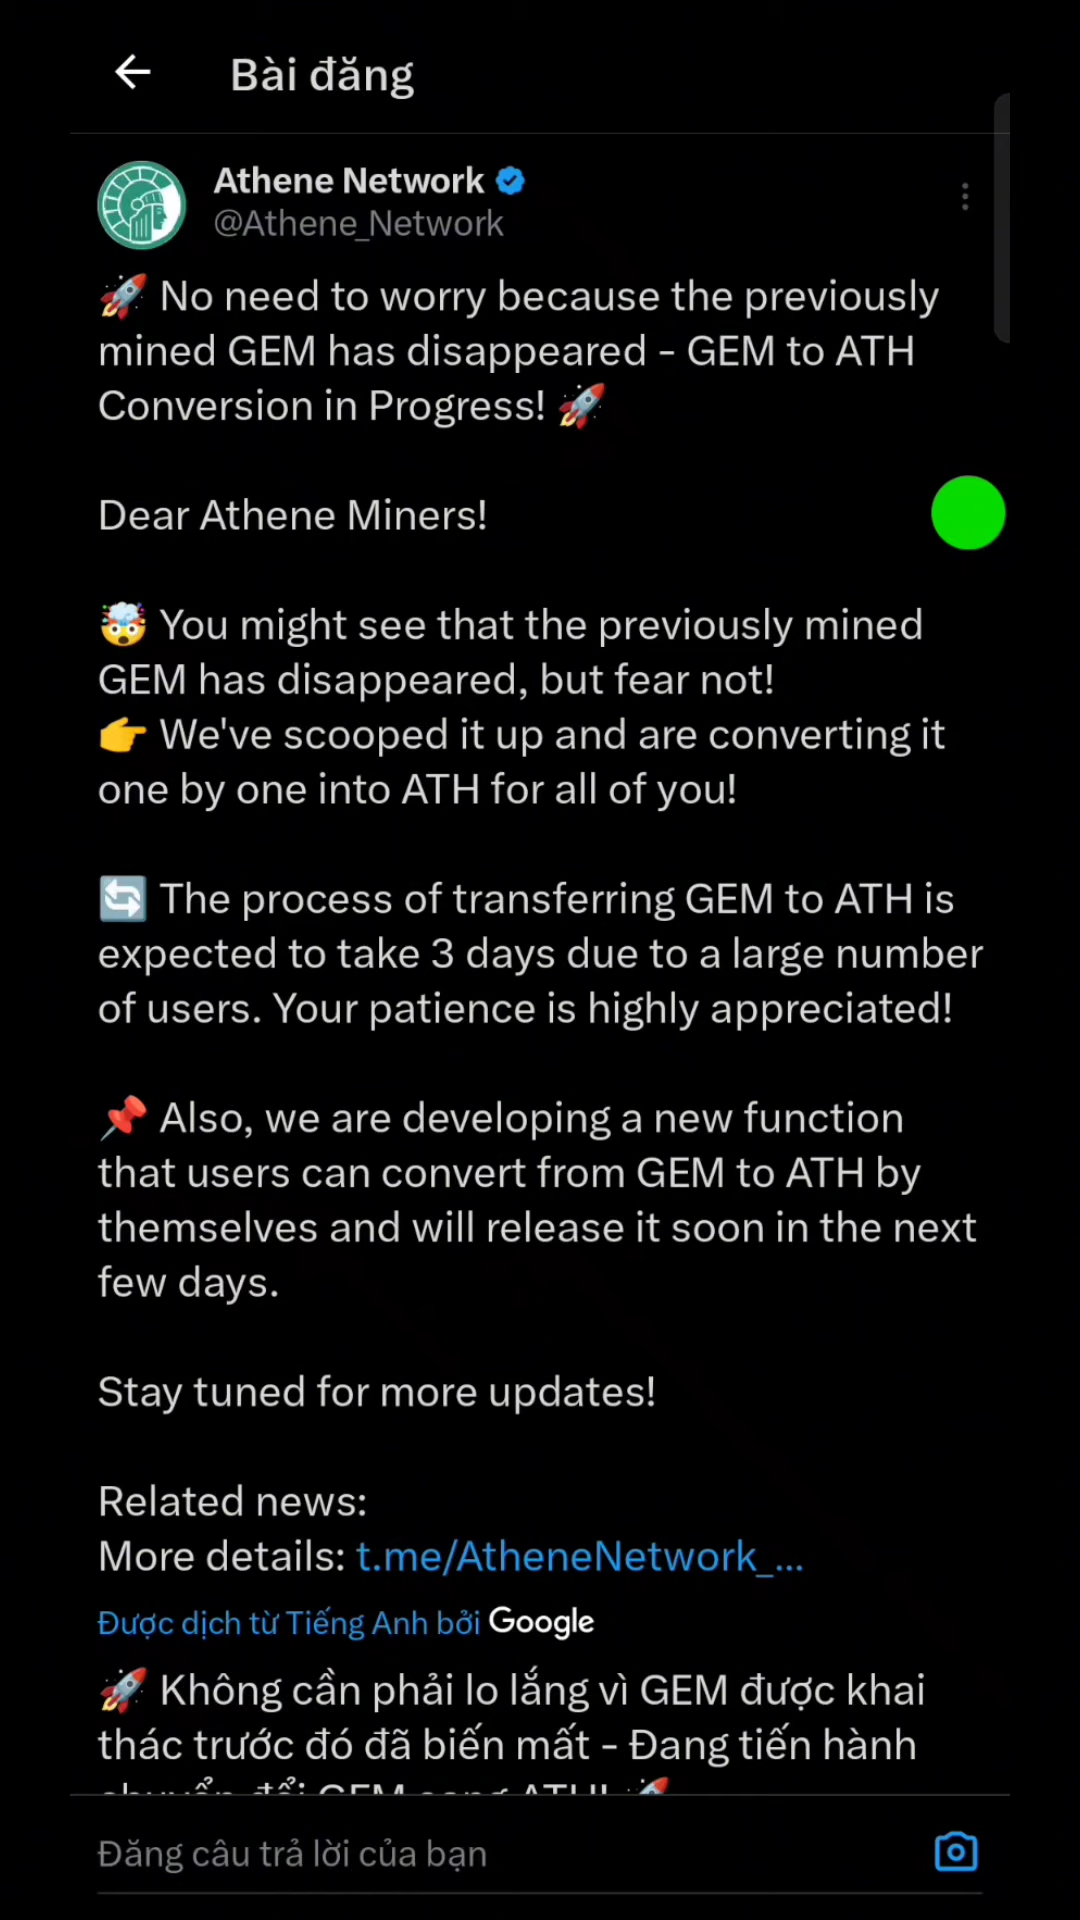 Bài đăng
Athene Network
@Athene_Network
🚀 No need to worry because the previously
mined GEM has disappeared - GEM to ATH
Conversion in Progress! 🚀
Dear Athene Miners!
🤯 You might see that the previously mined
GEM has disappeared, but fear not!
👉 We've scooped it up and are converting it
one by one into ATH for all of you!
🔄 The process of transferring GEM to ATH is
expected to take 3 days due to a large number
of users. Your patience is highly appreciated!
📌 Also, we are developing a new function
that users can convert from GEM to ATH by
themselves and will release it soon in the next
few days.
Stay tuned for more updates!
Related news:
More details: t.me/AtheneNetwork_...
Được dịch từ Tiếng Anh bởi Google
🚀 Không cần phải lo lắng vì GEM được khai
thác trước đó đã biến mất - Đang tiến hành
chuyển đổi GEM sang ATH! 🚀
Đăng câu trả lời của bạn